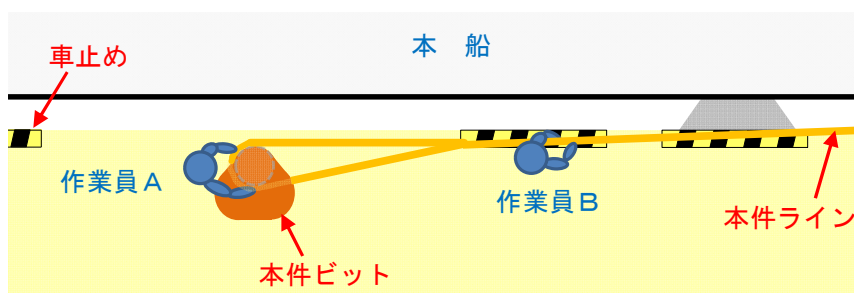 本　船
車止め
作業員Ａ
作業員Ｂ
本件ライン
本件ビット